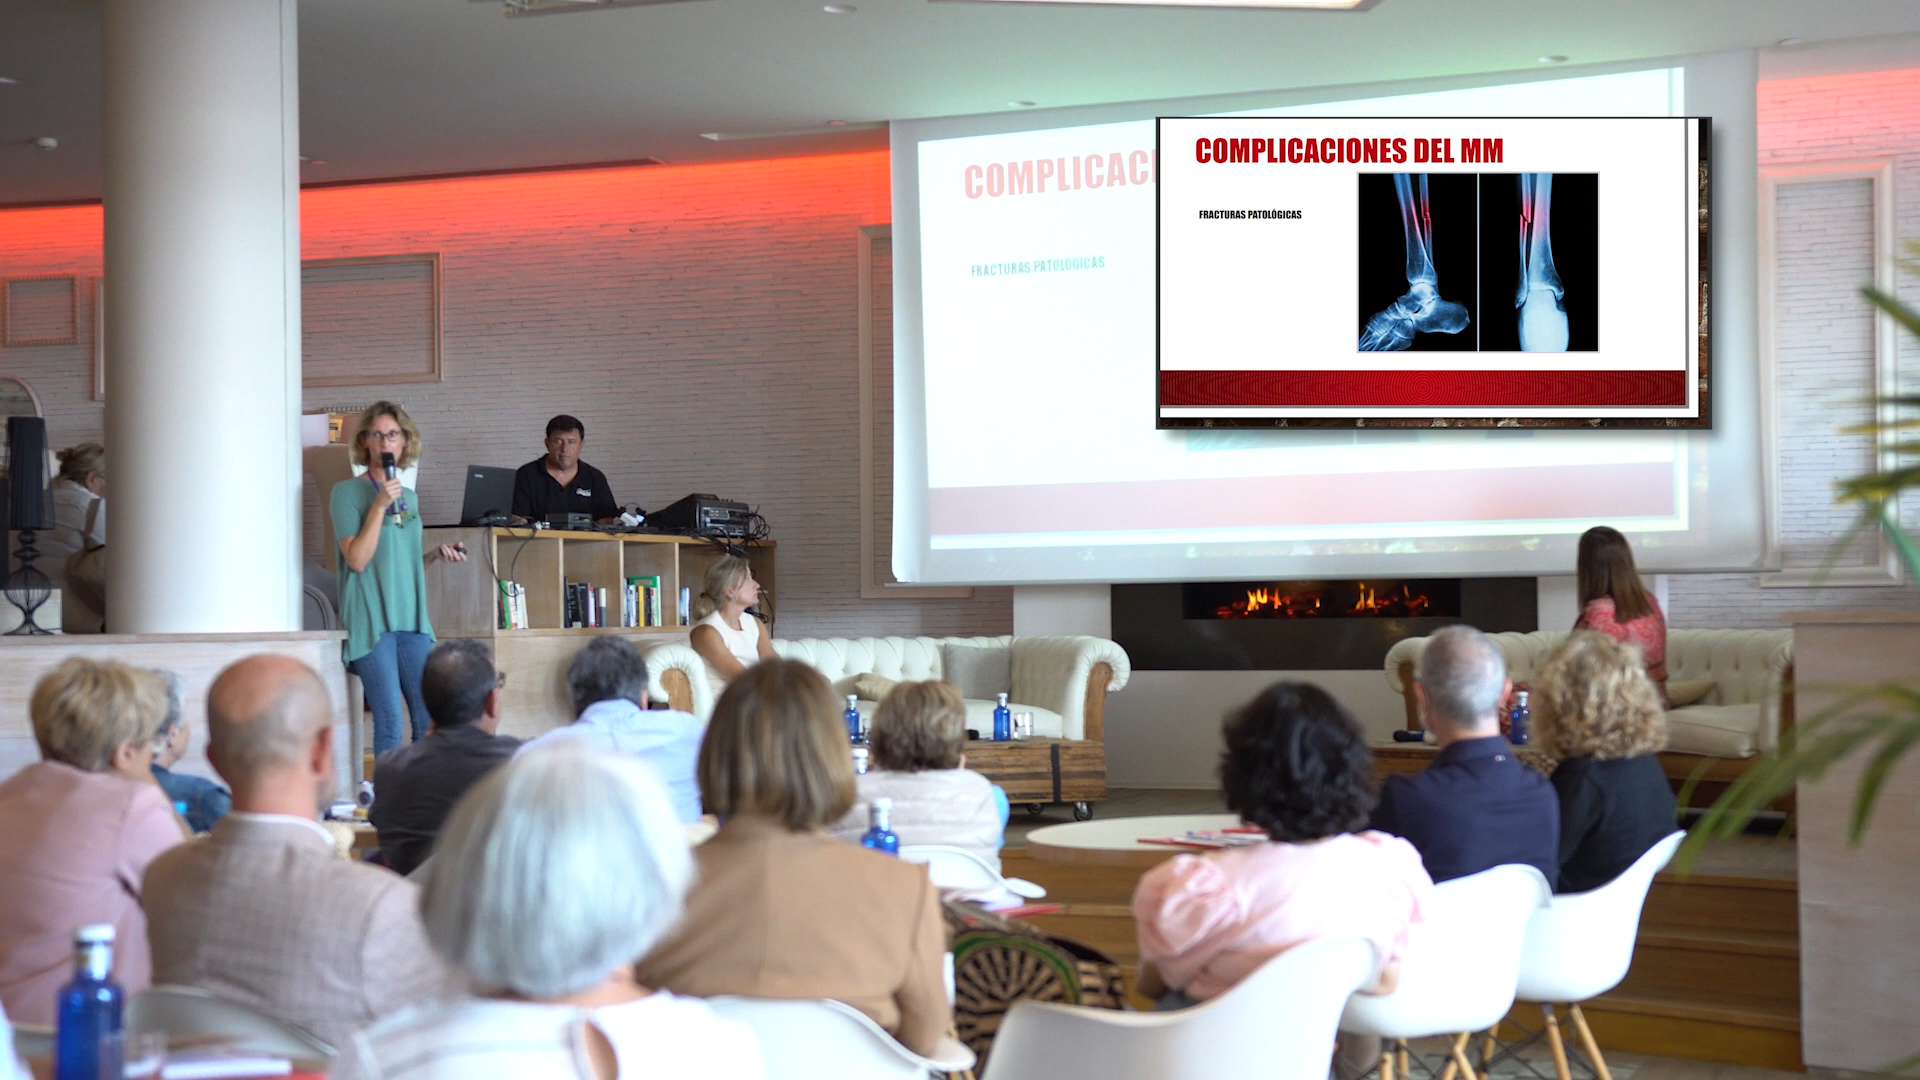 COMPLICACI
FRACTURAS PATOLÓGICAS
COMPLICACIONES DEL MM
FRACTURAS PATOLÓGICAS